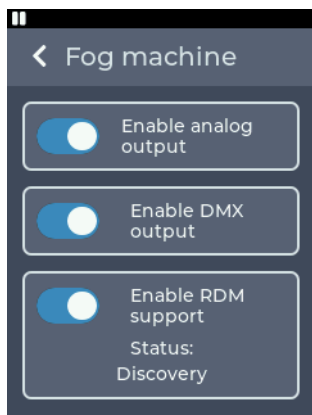 Fog machine
Enable analog
output
Enable DMX
output
Enable RDM
support
Status:
Discovery